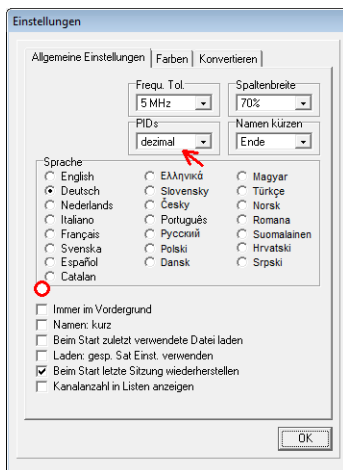 Einstellungen
Allgemeine Einstellungen Farben Konvertieren
Frequ. Tol. Spaltenbreite
5 MHz 70%
PIDs Namen kürzen
dezimal Ende
Sprache
English Ελληνικά Magyar
Deutsch Slovensky Türkçe
Nederlands Česky Norsk
Italiano Português Romana
Français Русский Suomalainen
Svenska Polski Hrvatski
Español Dansk Srpski
Catalan
Immer im Vordergrund
Namen: kurz
Beim Start zuletzt verwendete Datei laden
Laden: gesp. Sat Einst. verwenden
Beim Start letzte Sitzung wiederherstellen
Kanalanzahl in Listen anzeigen
OK